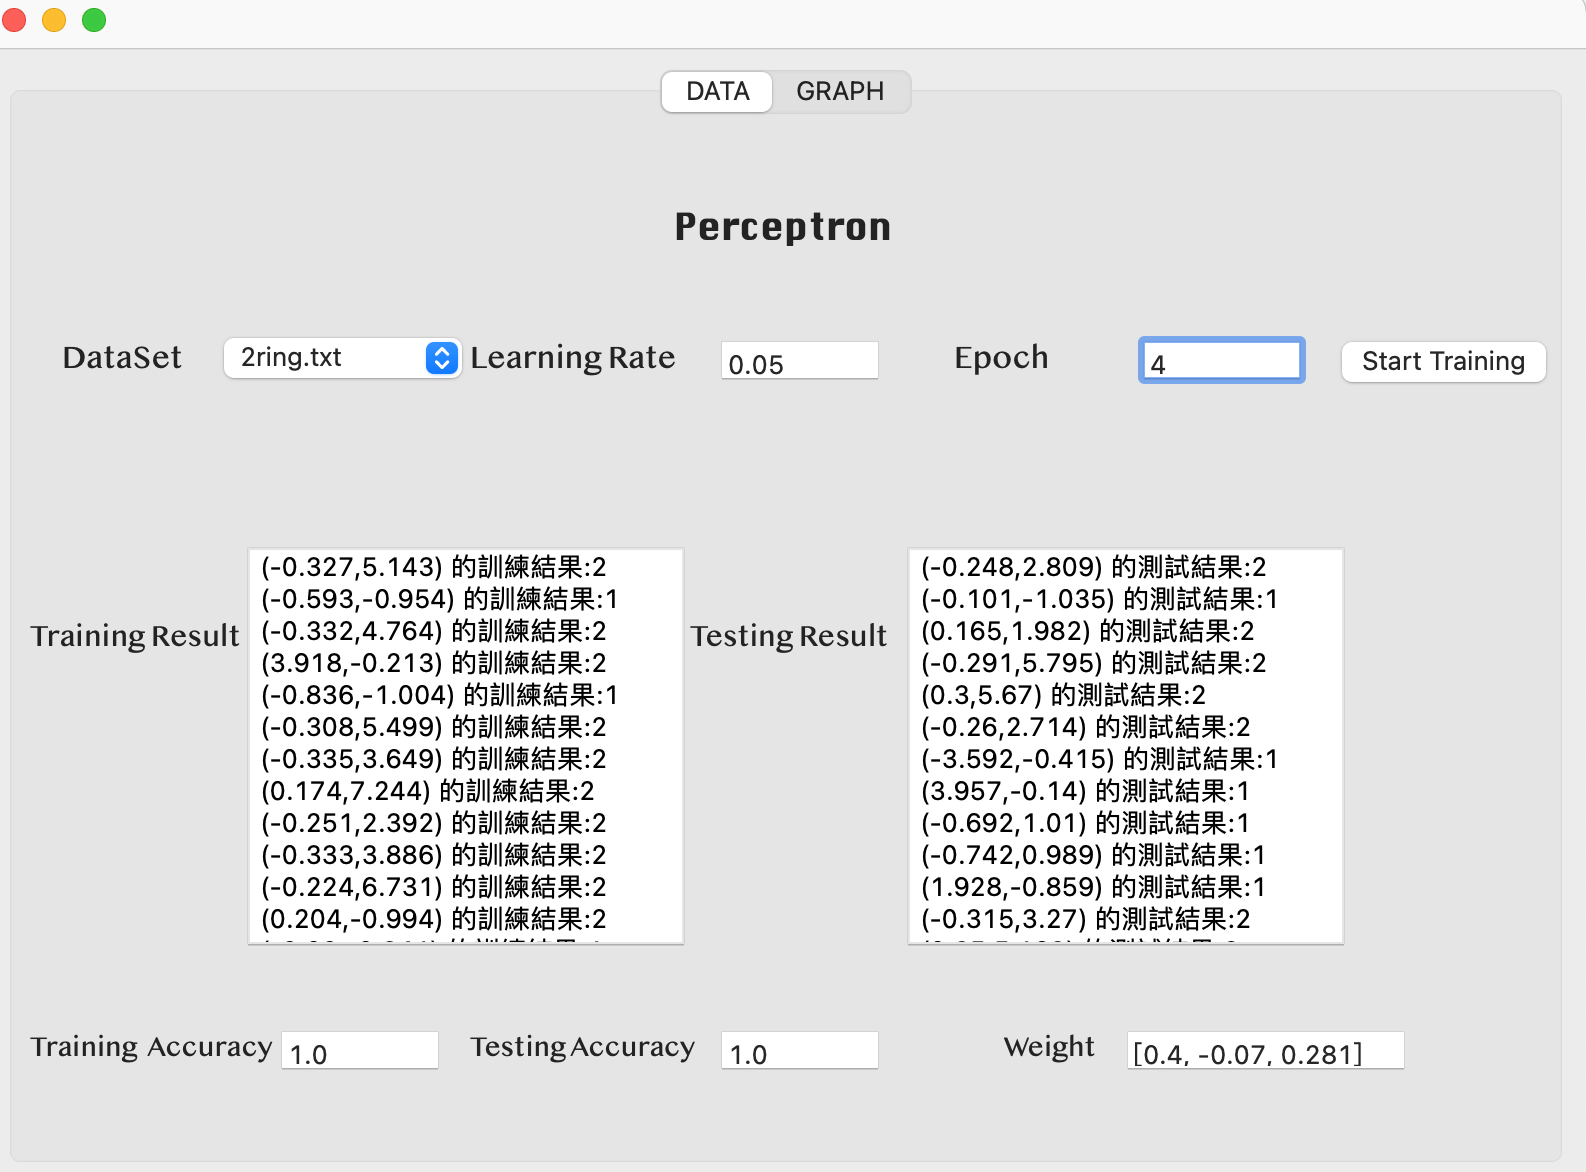 DATA GRAPH
Perceptron
DataSet 2ring.txt Learning Rate 0.05 Epoch 4 Start Training
Training Result
(-0.327,5.143) 的訓練結果:2
(-0.593,-0.954) 的訓練結果:1
(-0.332,4.764) 的訓練結果:2
(3.918,-0.213) 的訓練結果:2
(-0.836,-1.004) 的訓練結果:1
(-0.308,5.499) 的訓練結果:2
(-0.335,3.649) 的訓練結果:2
(0.174,7.244) 的訓練結果:2
(-0.251,2.392) 的訓練結果:2
(-0.333,3.886) 的訓練結果:2
(-0.224,6.731) 的訓練結果:2
(0.204,-0.994) 的訓練結果:2
Testing Result
(-0.248,2.809) 的測試結果:2
(-0.101,-1.035) 的測試結果:1
(0.165,1.982) 的測試結果:2
(-0.291,5.795) 的測試結果:2
(0.3,5.67) 的測試結果:2
(-0.26,2.714) 的測試結果:2
(-3.592,-0.415) 的測試結果:1
(3.957,-0.14) 的測試結果:1
(-0.692,1.01) 的測試結果:1
(-0.742,0.989) 的測試結果:1
(1.928,-0.859) 的測試結果:1
(-0.315,3.27) 的測試結果:2
Training Accuracy 1.0 Testing Accuracy 1.0 Weight [0.4, -0.07, 0.281]